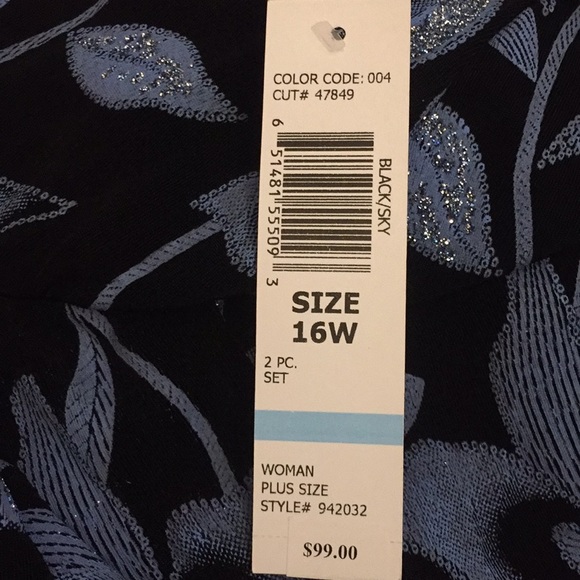 COLOR CODE: 004
CUT# 47849
6 51481 55509 3
BLACK/SKY
SIZE
16W
2 PC.
SET
WOMAN
PLUS SIZE
STYLE# 942032
$99.00